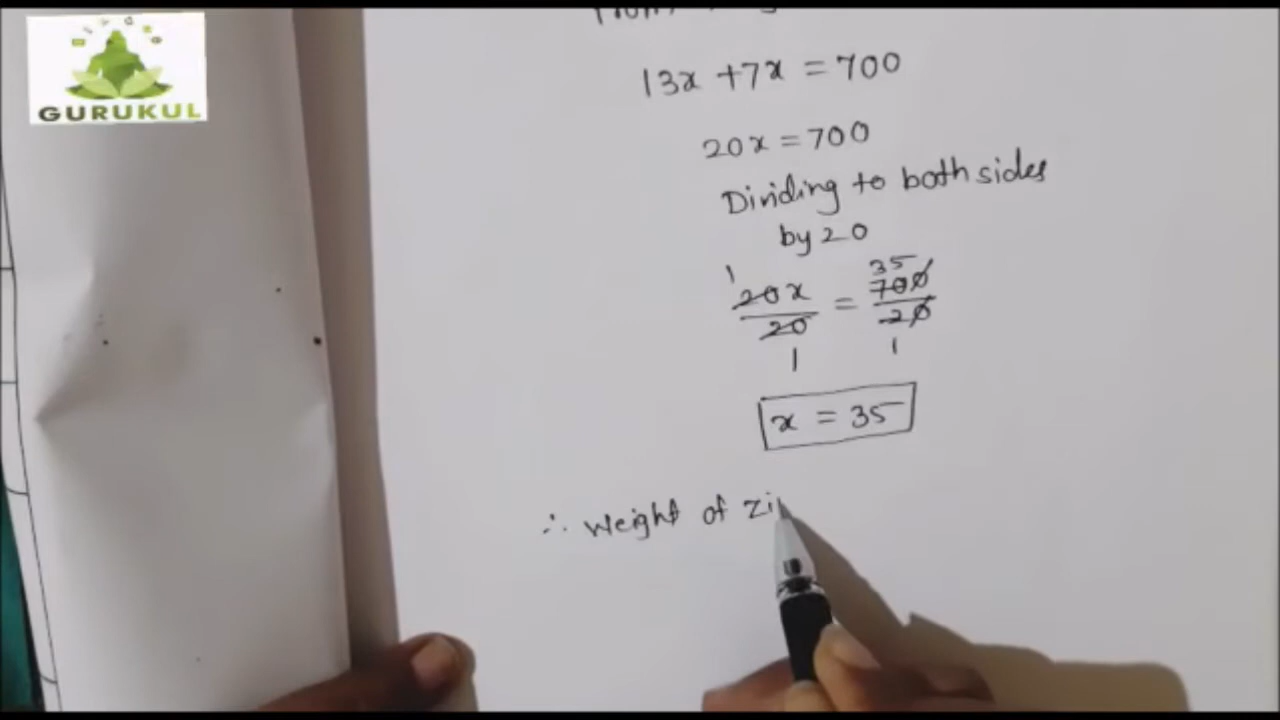 GURUKUL
13x + 7x = 700
20x = 700
Dividing to both sides
by 20
1 35
20x = 700
20 20
1 1
x = 35
∴ Weight of Zi